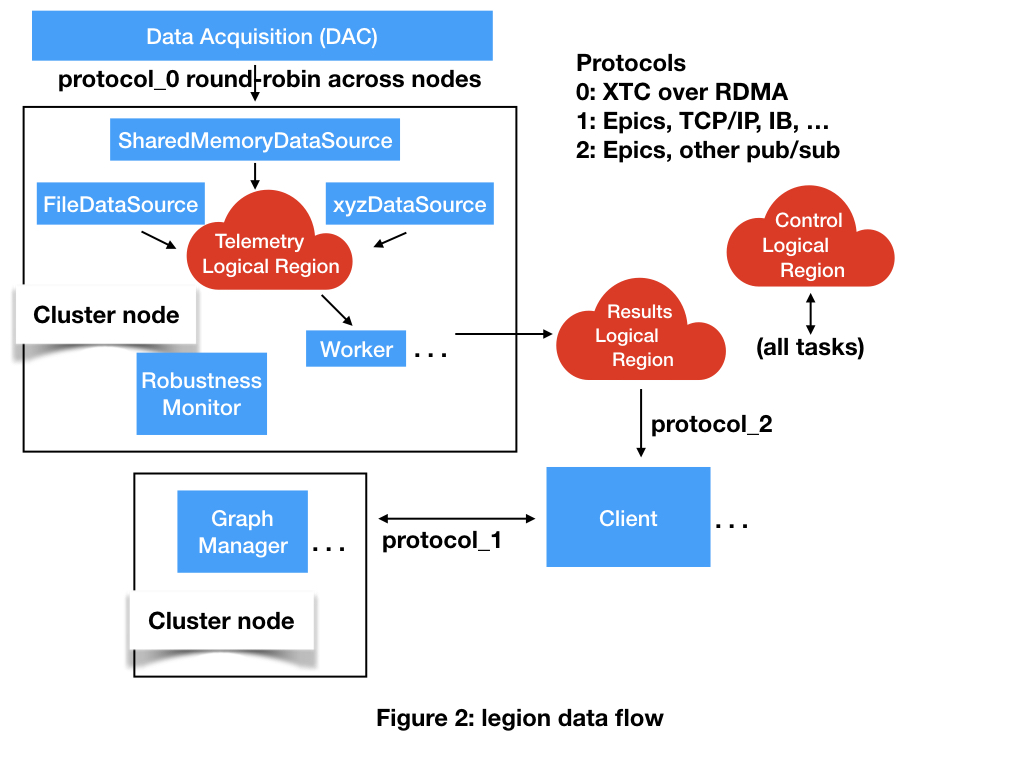 Data Acquisition (DAC)
protocol_0 round-robin across nodes
Protocols
0: XTC over RDMA
1: Epics, TCP/IP, IB, …
2: Epics, other pub/sub
SharedMemoryDataSource
FileDataSource
xyzDataSource
Telemetry
Logical Region
Control
Logical
Region
Cluster node
Worker
. . .
Results
Logical
Region
(all tasks)
Robustness
Monitor
protocol_2
Graph
Manager
. . .
protocol_1
Client
. . .
Cluster node
Figure 2: legion data flow